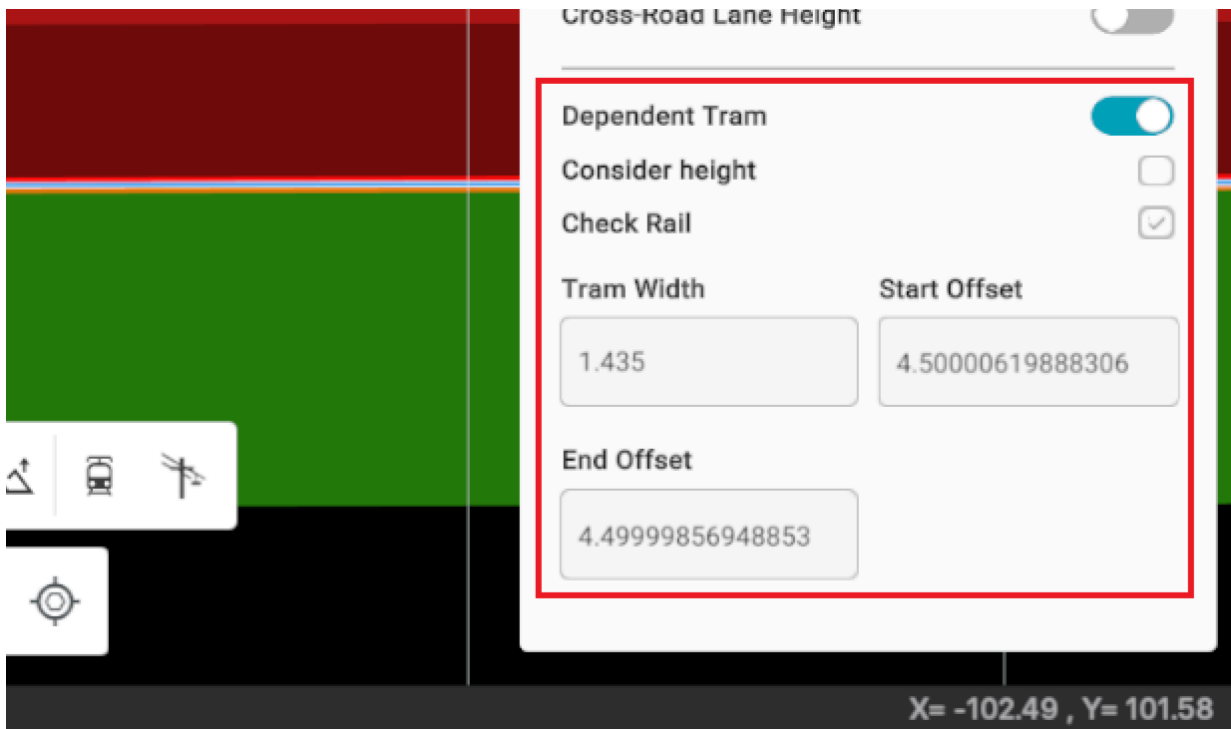 Cross-Road Lane Height
Dependent Tram
Consider height
Check Rail
Tram Width Start Offset
1.435 4.50000619888306
End Offset
4.49999856948853
X= -102.49 , Y= 101.58